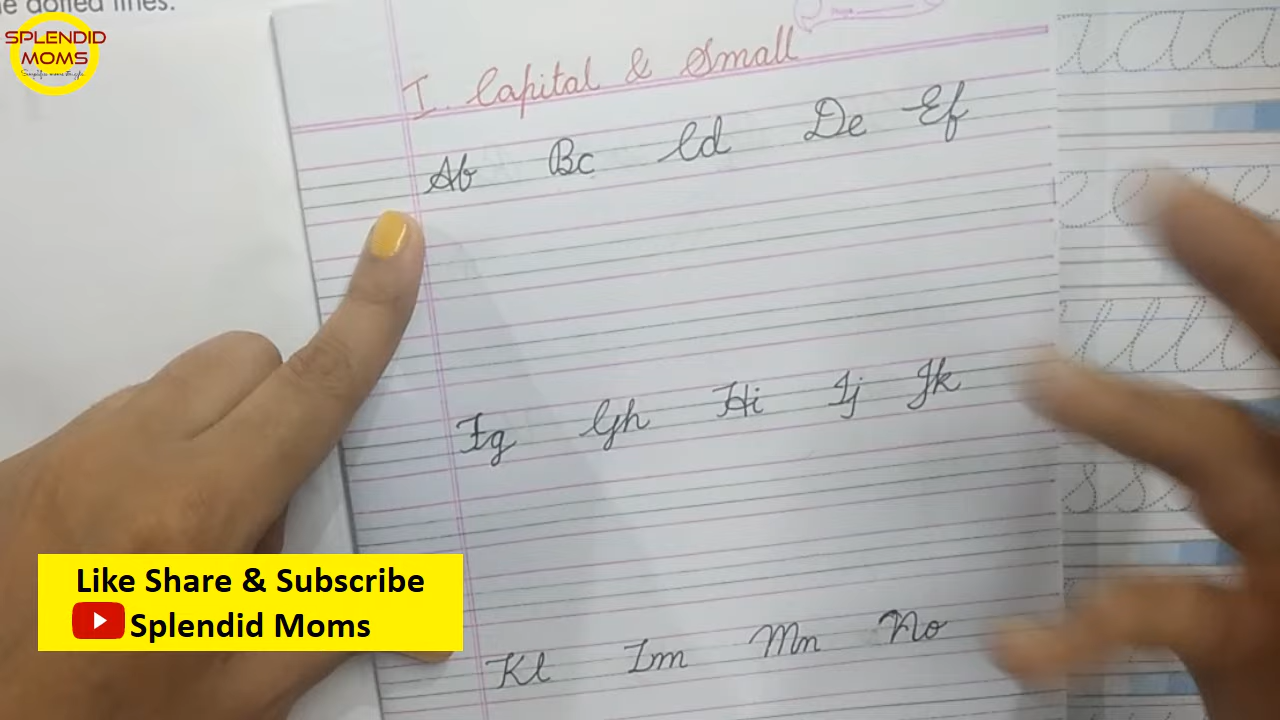 e dotted lines.
SPLENDID
MOMS
I. Capital & Small
Ab Bc Cd De Ef
Fg Gh Hi Ij Jk
Kl Lm Mn No
Like Share & Subscribe
Splendid Moms